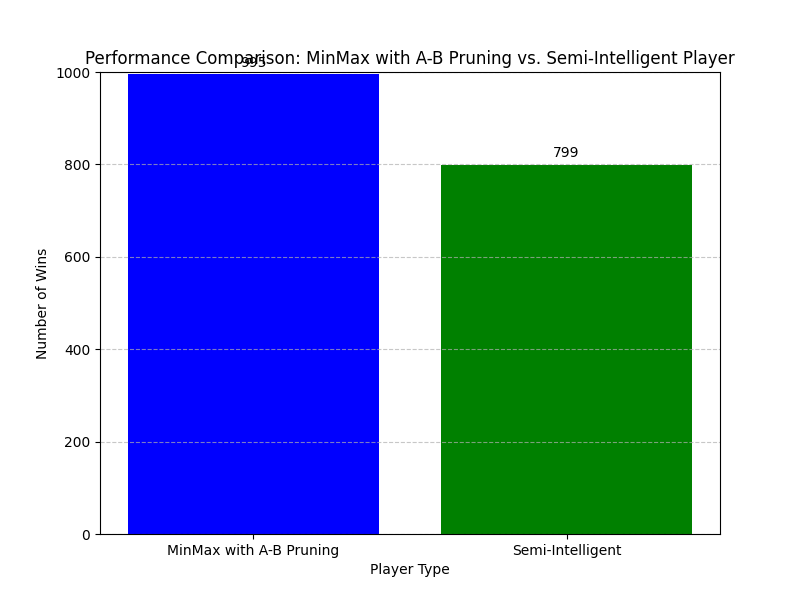 Performance Comparison: MinMax with A-B Pruning vs. Semi-Intelligent Player
995
1000
799
800
600
400
200
0
Number of Wins
MinMax with A-B Pruning
Semi-Intelligent
Player Type